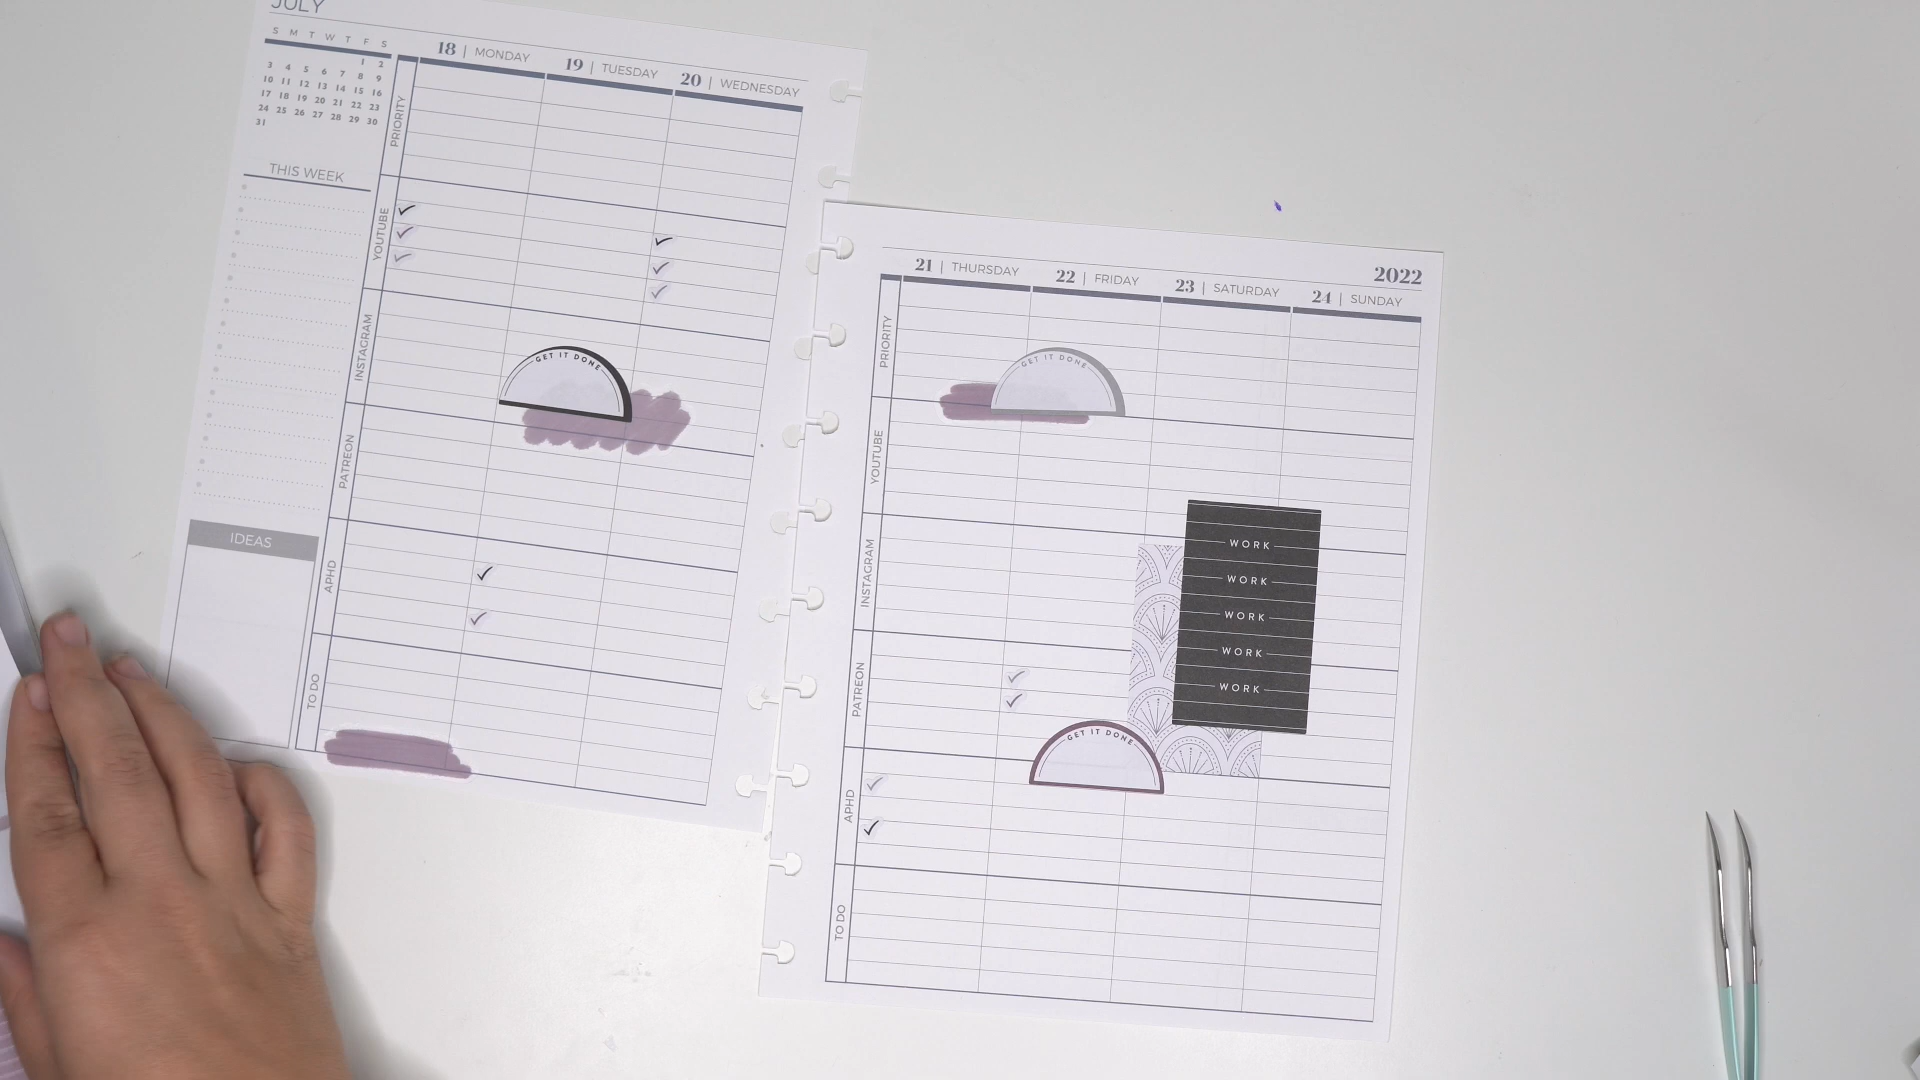 JULY
S M T W T F S
1 2
3 4 5 6 7 8 9
10 11 12 13 14 15 16
17 18 19 20 21 22 23
24 25 26 27 28 29 30
31
18 | MONDAY
19 | TUESDAY
20 | WEDNESDAY
THIS WEEK
IDEAS
PRIORITY
YOUTUBE
INSTAGRAM
PATREON
APHD
TO DO
GET IT DONE
2022
21 | THURSDAY
22 | FRIDAY
23 | SATURDAY
24 | SUNDAY
PRIORITY
YOUTUBE
INSTAGRAM
PATREON
APHD
TO DO
GET IT DONE
WORK
WORK
WORK
WORK
WORK
GET IT DONE